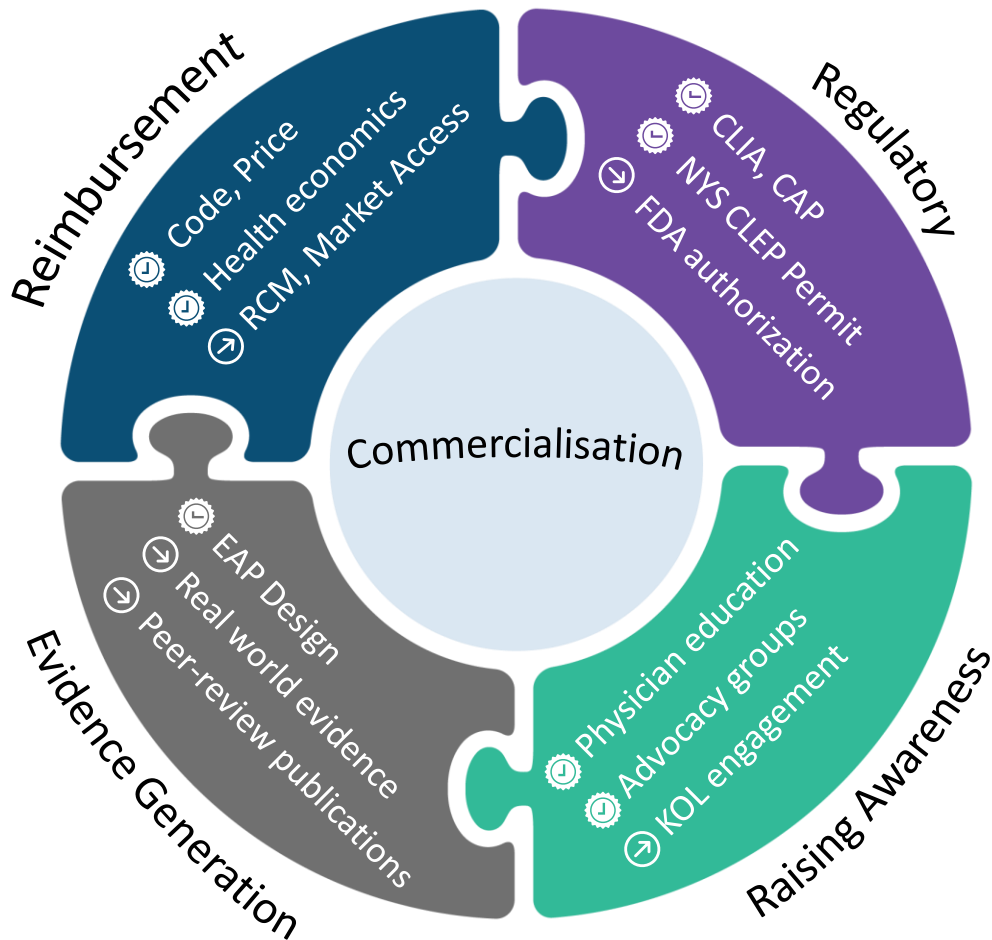 Reimbursement
Code, Price
Health economics
RCM, Market Access
Regulatory
CLIA, CAP
NYS CLEP Permit
FDA authorization
Commercialisation
Evidence Generation
EAP Design
Real world evidence
Peer-review publications
Raising Awareness
Physician education
Advocacy groups
KOL engagement